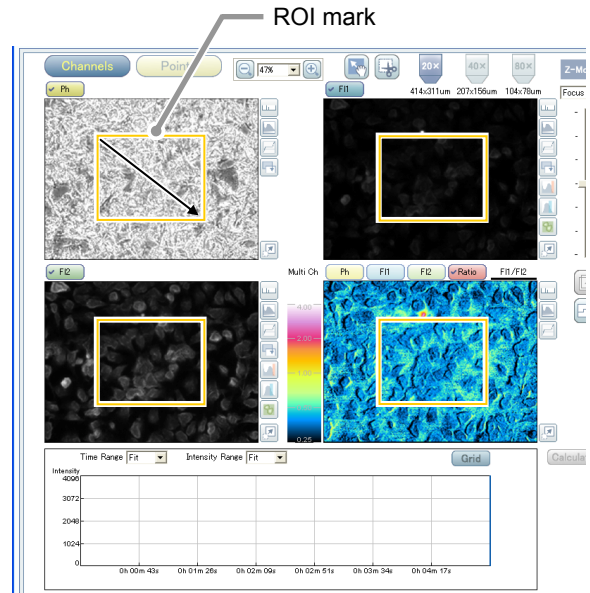 ROI mark
Channels
47%
20×
40×
80×
Ph
Fl1
414x311um 207x156um 104x78um
Focus
Fl2
Multi Ch
Ph
Fl1
Fl2
Ratio
Fl1/Fl2
4.00
2.00
1.00
0.25
Time Range Fit
Intensity Range Fit
Grid
Intensity
4096
3072
2048
1024
0
0h 00m 43s
0h 01m 26s
0h 02m 09s
0h 02m 51s
0h 03m 34s
0h 04m 17s